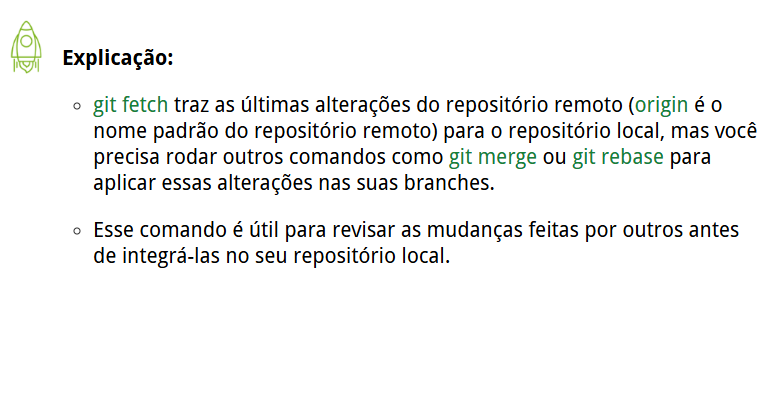 Explicação:
git fetch traz as últimas alterações do repositório remoto (origin é o
nome padrão do repositório remoto) para o repositório local, mas você
precisa rodar outros comandos como git merge ou git rebase para
aplicar essas alterações nas suas branches.
Esse comando é útil para revisar as mudanças feitas por outros antes
de integrá-las no seu repositório local.